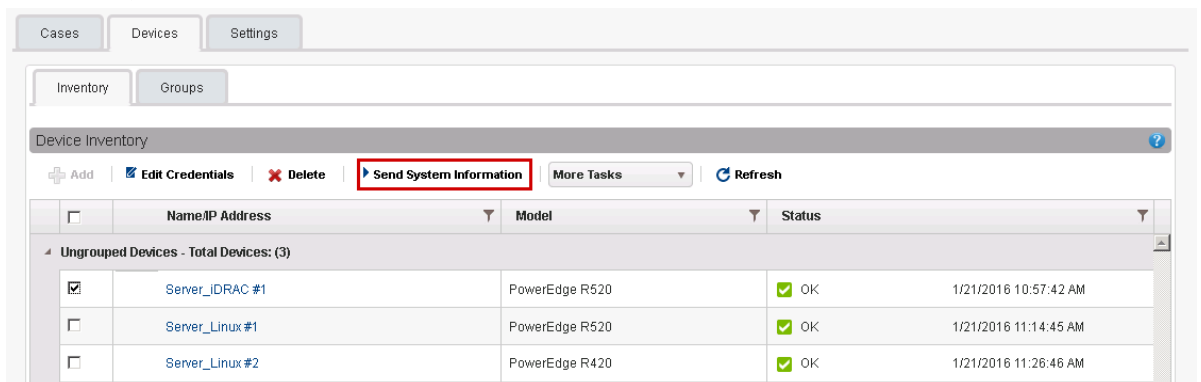 Cases Devices Settings
Inventory Groups
Device Inventory ?
Add Edit Credentials Delete Send System Information More Tasks Refresh
Name/IP Address Model Status
Ungrouped Devices - Total Devices: (3)
Server_iDRAC #1 PowerEdge R520 OK 1/21/2016 10:57:42 AM
Server_Linux #1 PowerEdge R520 OK 1/21/2016 11:14:45 AM
Server_Linux #2 PowerEdge R420 OK 1/21/2016 11:26:46 AM